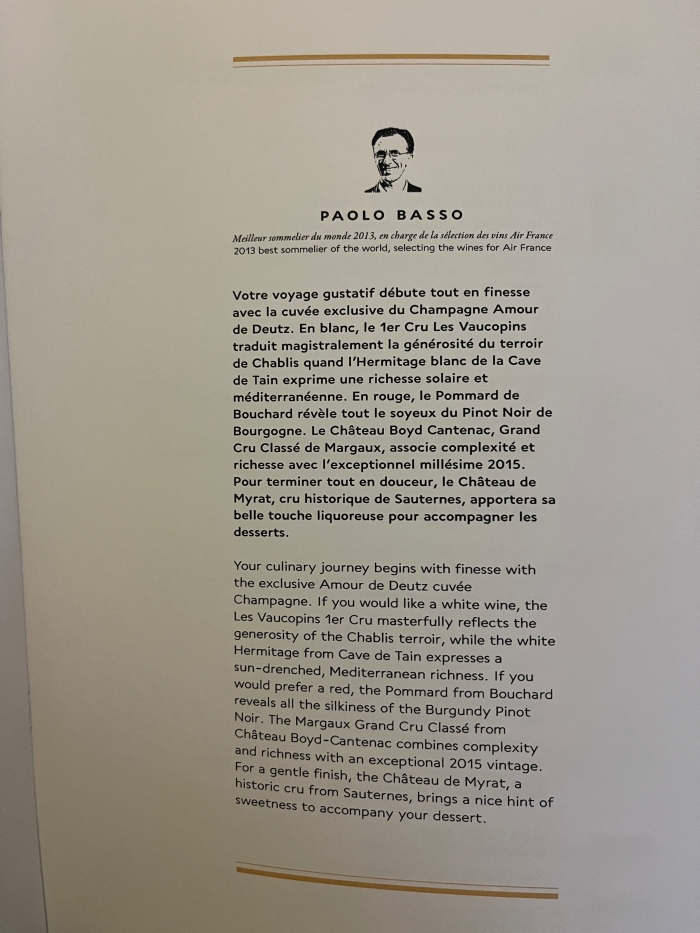 PAOLO BASSO
Meilleur sommelier du monde 2013, en charge de la sélection des vins Air France
2013 best sommelier of the world, selecting the wines for Air France
Votre voyage gustatif débute tout en finesse
avec la cuvée exclusive du Champagne Amour
de Deutz. En blanc, le 1er Cru Les Vaucopins
traduit magistralement la générosité du terroir
de Chablis quand l'Hermitage blanc de la Cave
de Tain exprime une richesse solaire et
méditerranéenne. En rouge, le Pommard de
Bouchard révèle tout le soyeux du Pinot Noir de
Bourgogne. Le Château Boyd Cantenac, Grand
Cru Classé de Margaux, associe complexité et
richesse avec l'exceptionnel millésime 2015.
Pour terminer tout en douceur, le Château de
Myrat, cru historique de Sauternes, apportera sa
belle touche liquoreuse pour accompagner les
desserts.
Your culinary journey begins with finesse with
the exclusive Amour de Deutz cuvée
Champagne. If you would like a white wine, the
Les Vaucopins 1er Cru masterfully reflects the
generosity of the Chablis terroir, while the white
Hermitage from Cave de Tain expresses a
sun-drenched, Mediterranean richness. If you
would prefer a red, the Pommard from Bouchard
reveals all the silkiness of the Burgundy Pinot
Noir. The Margaux Grand Cru Classé from
Château Boyd-Cantenac combines complexity
and richness with an exceptional 2015 vintage.
For a gentle finish, the Château de Myrat, a
historic cru from Sauternes, brings a nice hint of
sweetness to accompany your dessert.